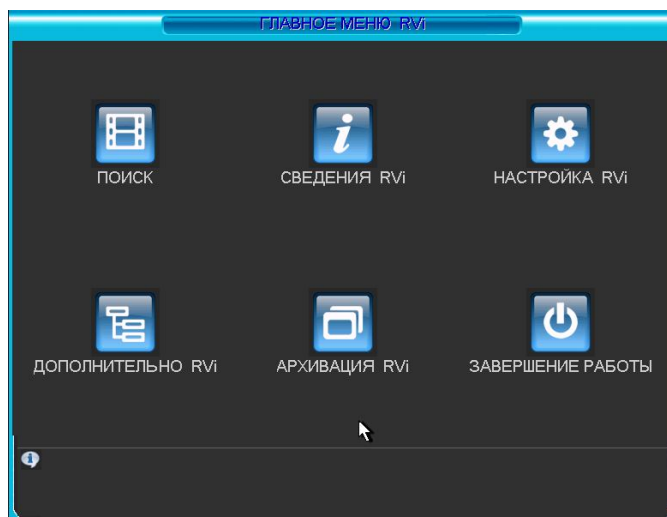 ГЛАВНОЕ МЕНЮ RVi
ПОИСК
СВЕДЕНИЯ RVi
НАСТРОЙКА RVi
ДОПОЛНИТЕЛЬНО RVi
АРХИВАЦИЯ RVi
ЗАВЕРШЕНИЕ РАБОТЫ